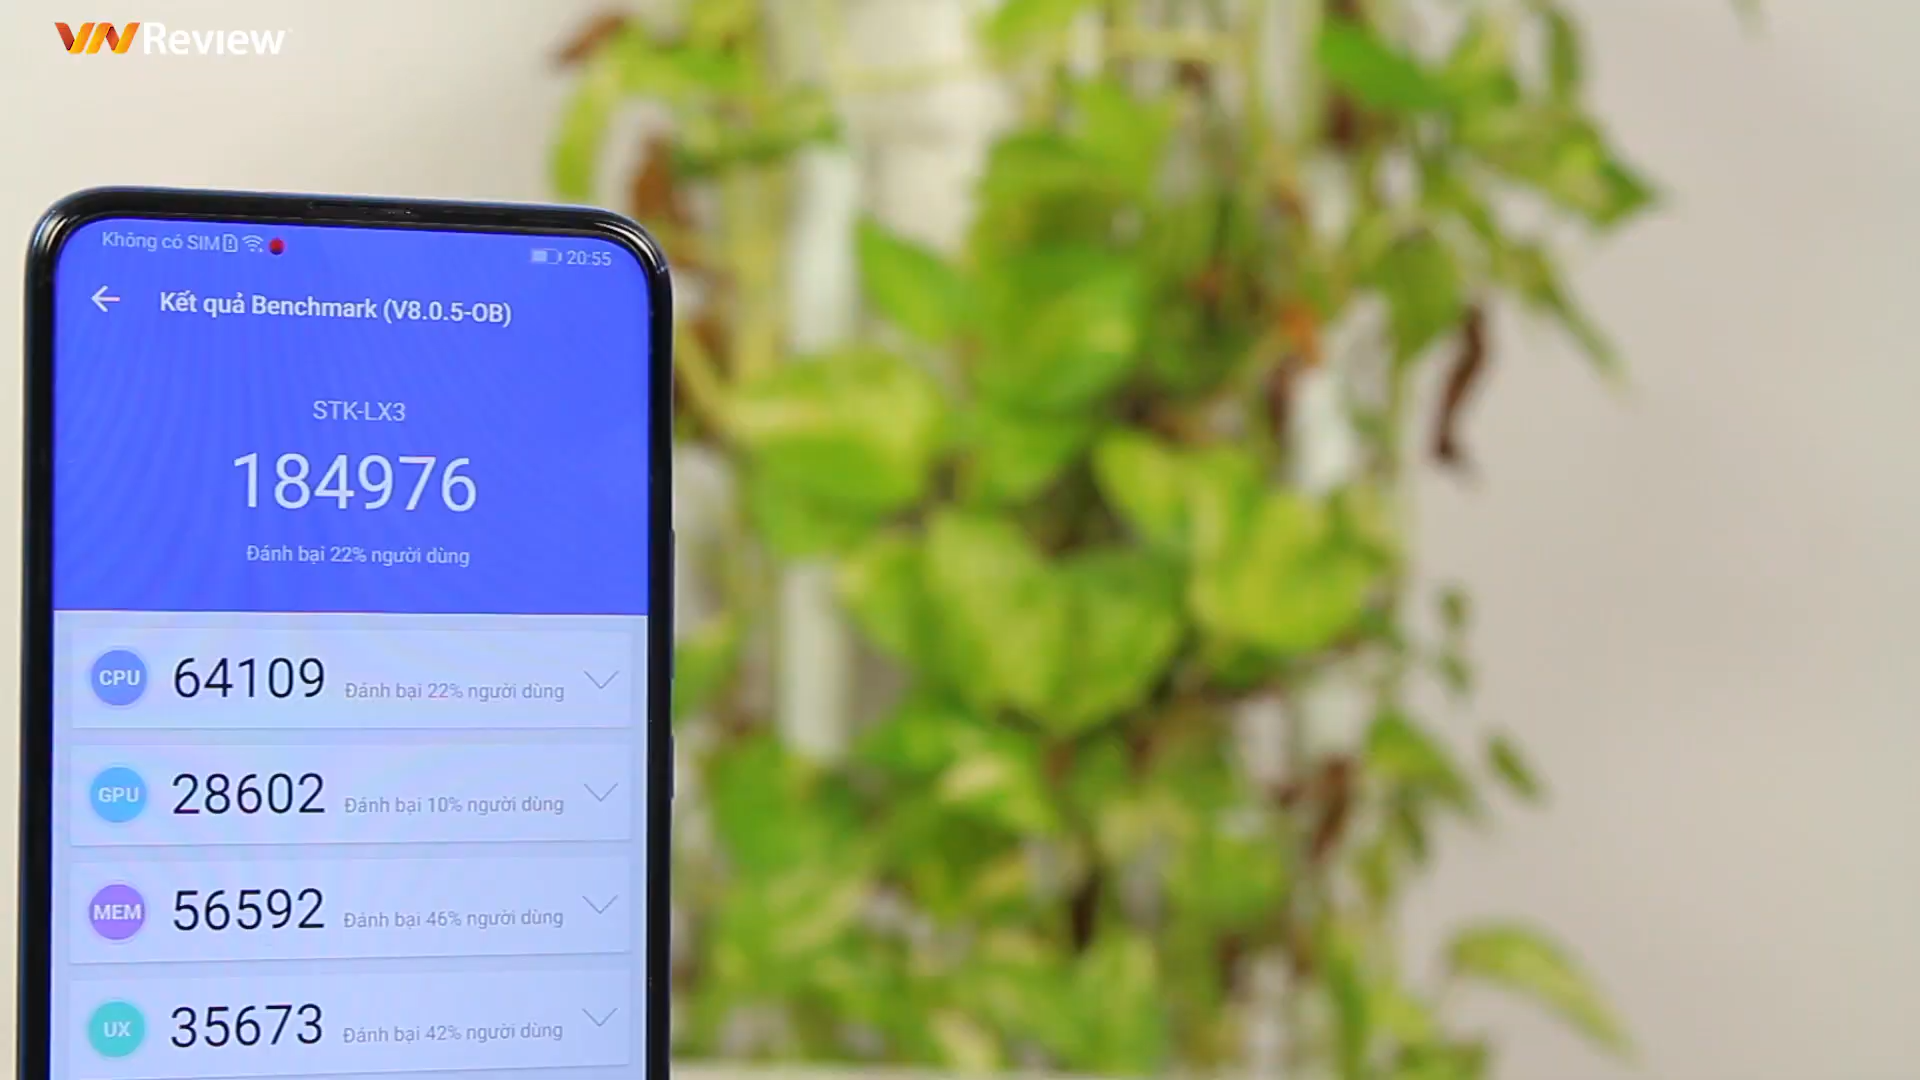 VNReview
Không có SIM
20:55
Kết quả Benchmark (V8.0.5-OB)
STK-LX3
184976
Đánh bại 22% người dùng
CPU 64109 Đánh bại 22% người dùng
GPU 28602 Đánh bại 10% người dùng
MEM 56592 Đánh bại 46% người dùng
UX 35673 Đánh bại 42% người dùng